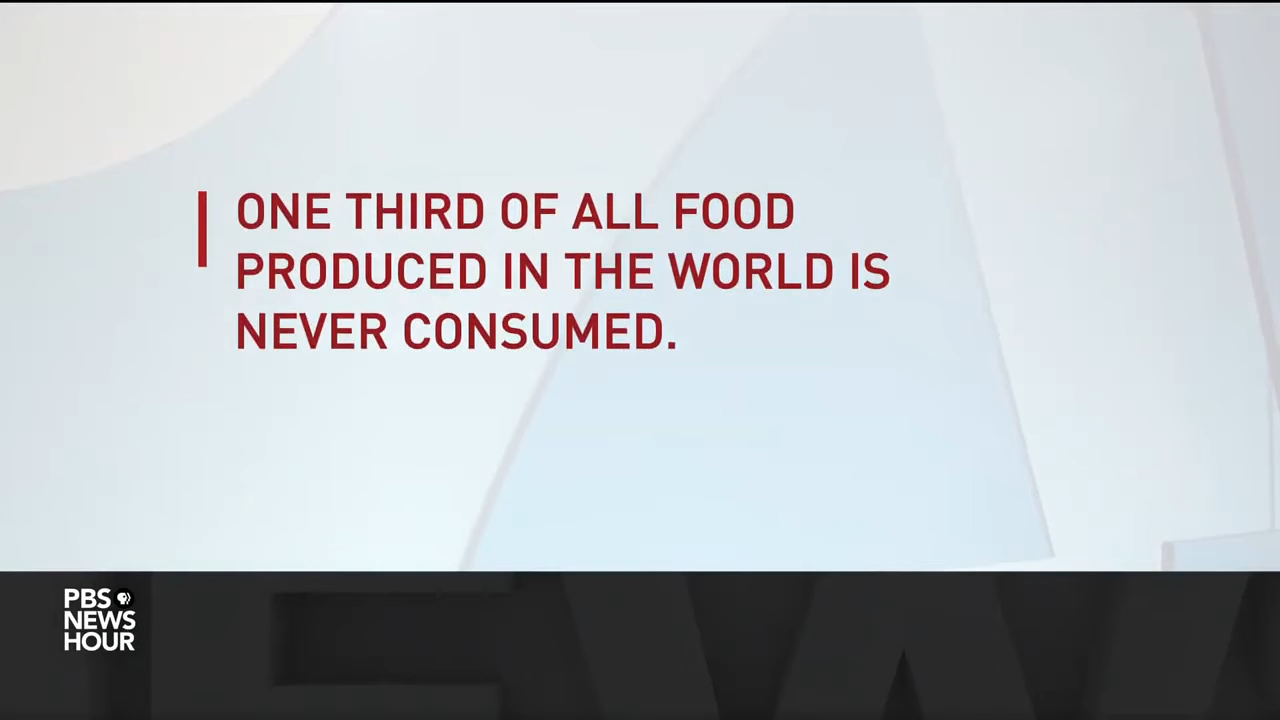 ONE THIRD OF ALL FOOD
PRODUCED IN THE WORLD IS
NEVER CONSUMED.
PBS
NEWS
HOUR